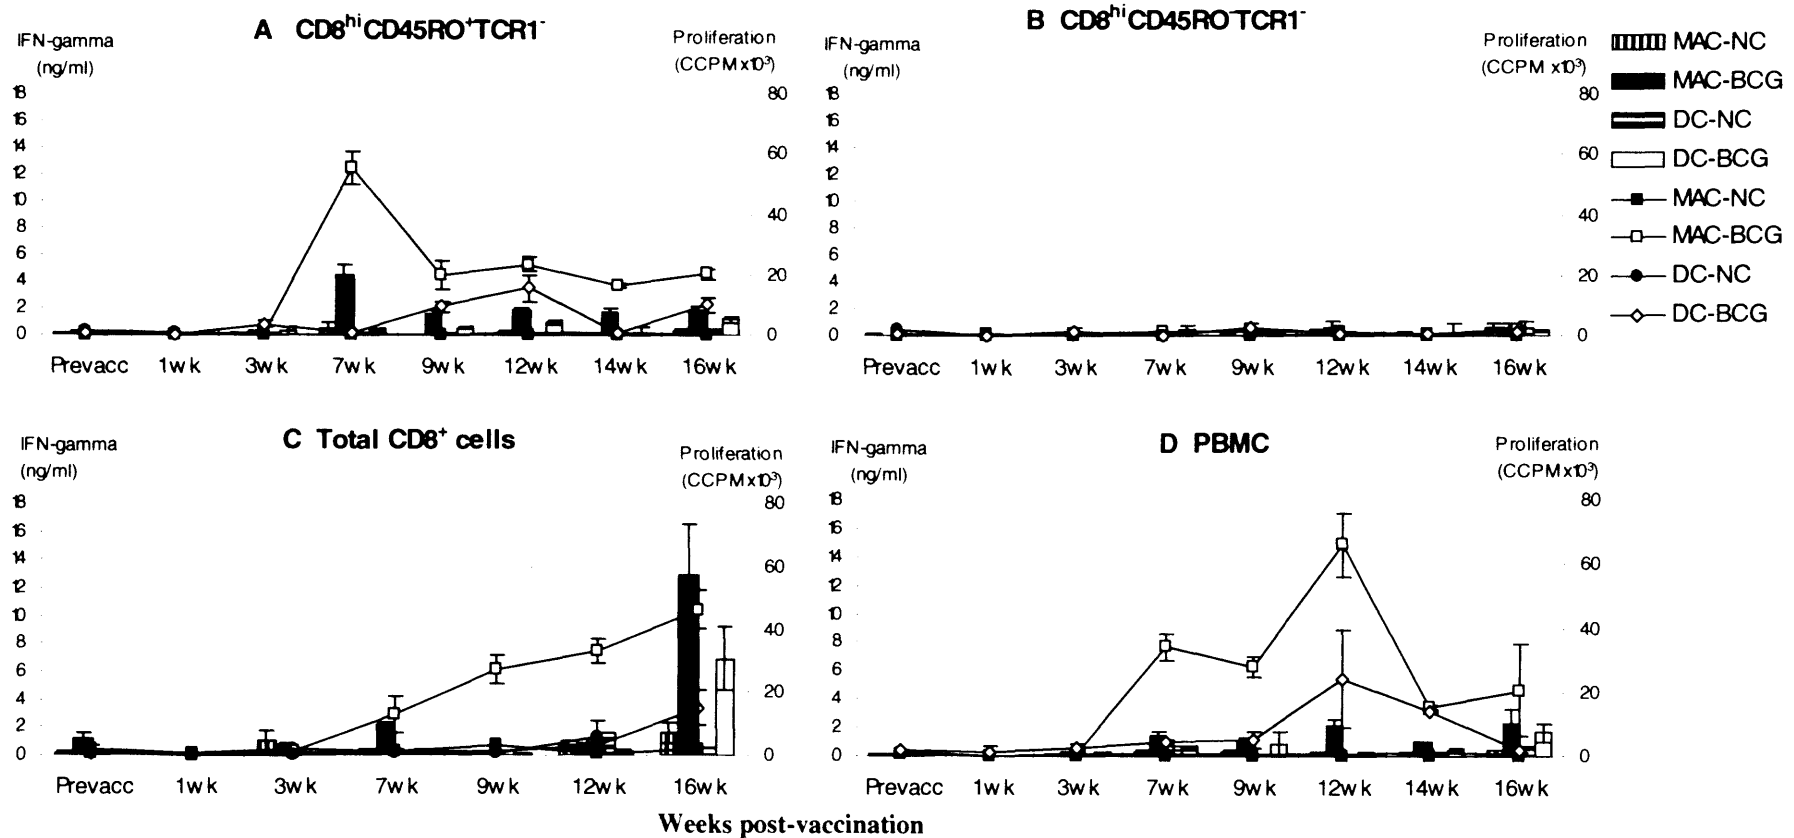 A CD8hiCD45RO+TCR1-
IFN-gamma
(ng/ml)
Proliferation
(CCPMx10³)
18
16
14
12
10
8
6
4
2
0
80
60
40
20
0
Prevacc 1wk 3wk 7wk 9wk 12wk 14wk 16wk
B CD8hiCD45RO-TCR1-
IFN-gamma
(ng/ml)
Proliferation
(CCPM x10³)
18
16
14
12
10
8
6
4
2
0
80
60
40
20
0
Prevacc 1wk 3wk 7wk 9wk 12wk 14wk 16wk
MAC-NC
MAC-BCG
DC-NC
DC-BCG
MAC-NC
MAC-BCG
DC-NC
DC-BCG
C Total CD8+ cells
IFN-gamma
(ng/ml)
Proliferation
(CCPMx10³)
18
16
14
12
10
8
6
4
2
0
80
60
40
20
0
Prevacc 1wk 3wk 7wk 9wk 12wk 16wk
D PBMC
IFN-gamma
(ng/ml)
Proliferation
(CCPMx10³)
18
16
14
12
10
8
6
4
2
0
80
60
40
20
0
Prevacc 1wk 3wk 7wk 9wk 12wk 14wk 16wk
Weeks post-vaccination